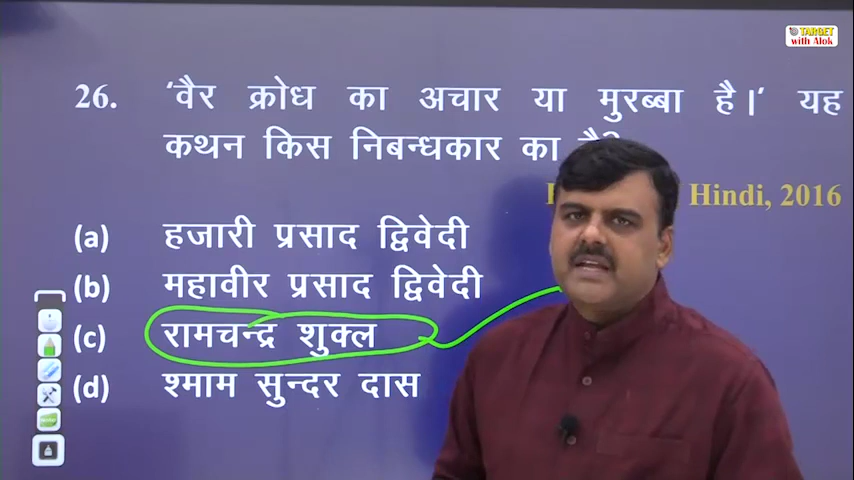 TARGET
with Alok
26. 'वैर क्रोध का अचार या मुरब्बा है।' यह
कथन किस निबन्धकार का है?
Hindi, 2016
(a) हजारी प्रसाद द्विवेदी
(b) महावीर प्रसाद द्विवेदी
(c) रामचन्द्र शुक्ल
(d) श्माम सुन्दर दास